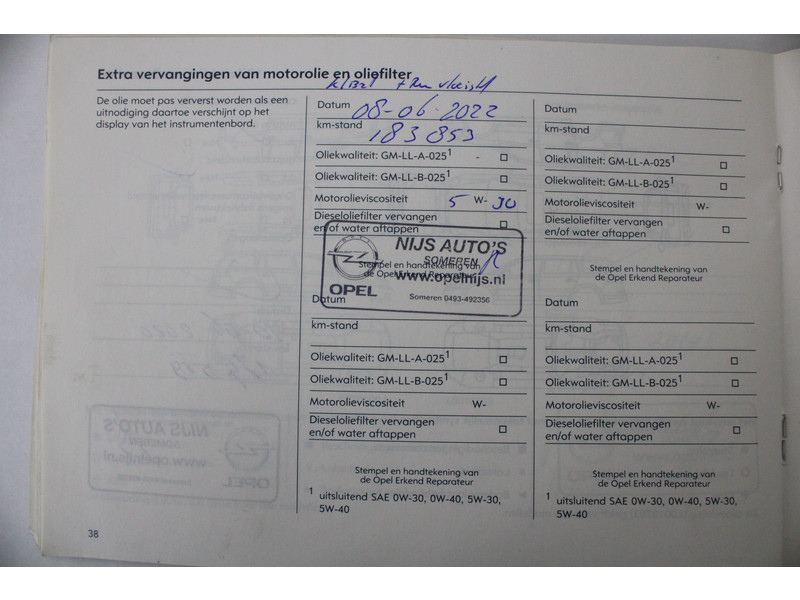 Extra vervangingen van motorolie en oliefilter
De olie moet pas ververst worden als een
uitnodiging daartoe verschijnt op het
display van het instrumentenbord.
Datum 08-06-2022
km-stand 183 853
Oliekwaliteit: GM-LL-A-025¹ -
Oliekwaliteit: GM-LL-B-025¹
Motorolieviscositeit 5 W- 30
Dieseloliefilter vervangen
en/of water aftappen
NIJS AUTO'S
SOMEREN
Stempel en handtekening van
de Opel Erkend Reparateur
www.opelnijs.nl
OPEL
Someren 0493-492356
Datum
km-stand
Oliekwaliteit: GM-LL-A-025¹
Oliekwaliteit: GM-LL-B-025¹
Motorolieviscositeit W-
Dieseloliefilter vervangen
en/of water aftappen
Stempel en handtekening van
de Opel Erkend Reparateur
¹ uitsluitend SAE 0W-30, 0W-40, 5W-30,
5W-40
Datum
km-stand
Oliekwaliteit: GM-LL-A-025¹
Oliekwaliteit: GM-LL-B-025¹
Motorolieviscositeit W-
Dieseloliefilter vervangen
en/of water aftappen
Stempel en handtekening van
de Opel Erkend Reparateur
Datum
km-stand
Oliekwaliteit: GM-LL-A-025¹
Oliekwaliteit: GM-LL-B-025¹
Motorolieviscositeit W-
Dieseloliefilter vervangen
en/of water aftappen
Stempel en handtekening van
de Opel Erkend Reparateur
¹ uitsluitend SAE 0W-30, 0W-40, 5W-30,
5W-40
38